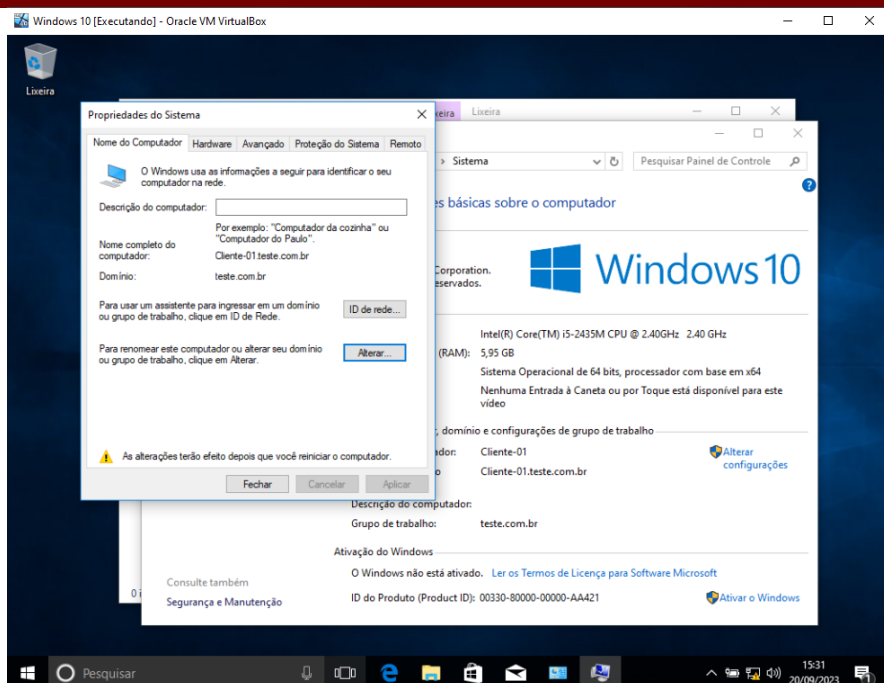 Windows 10 [Executando] - Oracle VM VirtualBox
Lixeira
Propriedades do Sistema
Nome do Computador Hardware Avançado Proteção do Sistema Remoto
O Windows usa as informações a seguir para identificar o seu
computador na rede.
Descrição do computador:
Por exemplo: "Computador da cozinha" ou
"Computador do Paulo".
Nome completo do
computador:
Cliente-01.teste.com.br
Domínio: teste.com.br
Para usar um assistente para ingressar em um domínio
ou grupo de trabalho, clique em ID de Rede.
ID de rede...
Para renomear este computador ou alterar seu domínio
ou grupo de trabalho, clique em Alterar.
Alterar...
As alterações terão efeito depois que você reiniciar o computador.
Fechar Cancelar Aplicar
Lixeira
Sistema
Pesquisar Painel de Controle
básicas sobre o computador
Corporation.
Windows 10
Intel(R) Core(TM) i5-2435M CPU @ 2.40GHz 2.40 GHz
(RAM): 5,95 GB
Sistema Operacional de 64 bits, processador com base em x64
Nenhuma Entrada à Caneta ou por Toque está disponível para este
vídeo
, domínio e configurações de grupo de trabalho
Cliente-01
Cliente-01.teste.com.br
Alterar
configurações
Descrição do computador:
Grupo de trabalho: teste.com.br
Ativação do Windows
O Windows não está ativado. Ler os Termos de Licença para Software Microsoft
ID do Produto (Product ID): 00330-80000-00000-AA421
Ativar o Windows
Consulte também
Segurança e Manutenção
Pesquisar
15:31
20/09/2023